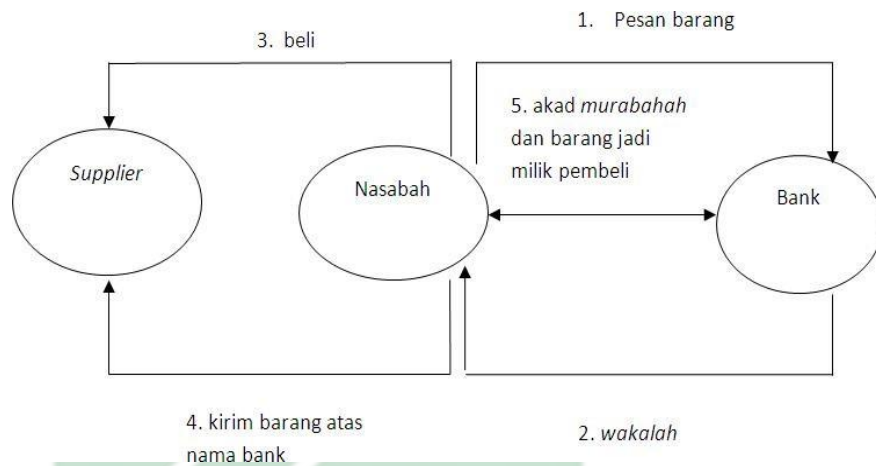 1. Pesan barang
3. beli
5. akad murabahah
dan barang jadi
milik pembeli
Supplier
Nasabah
Bank
4. kirim barang atas
nama bank
2. wakalah